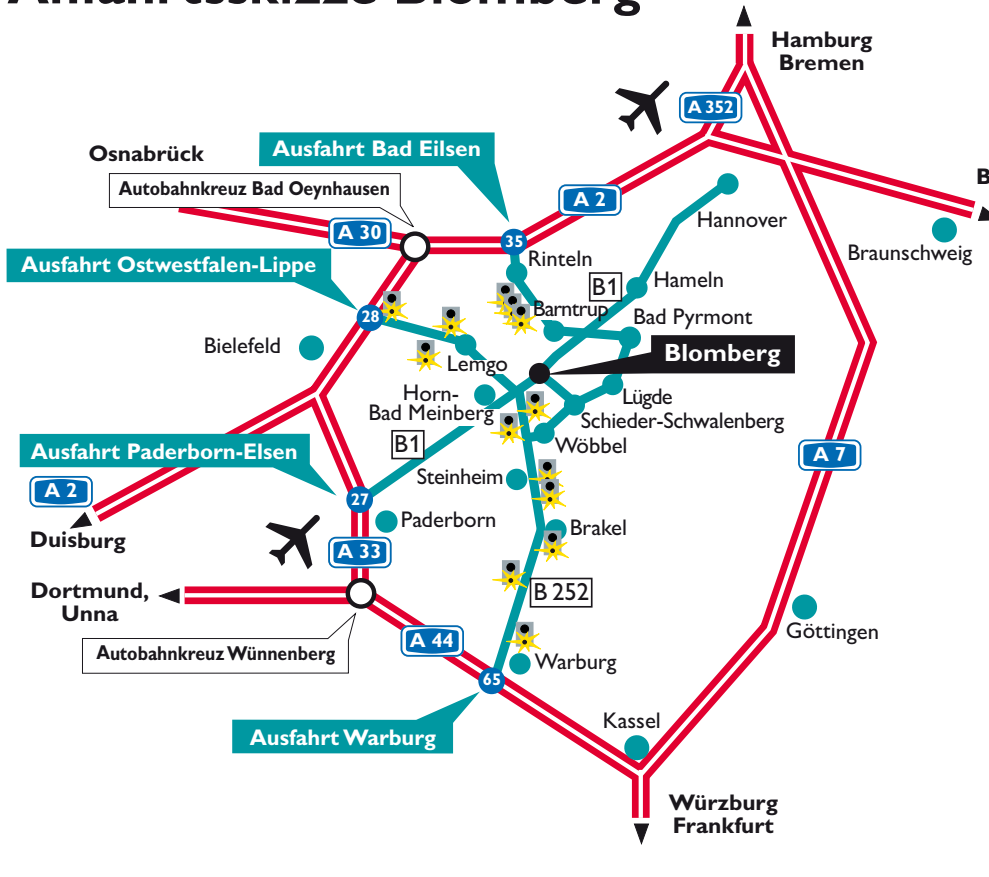 Anfahrtsskizze Blomberg
Hamburg
Bremen
A 352
Ausfahrt Bad Eilsen
Osnabrück
Autobahnkreuz Bad Oeynhausen
A 2
A 30
35
Hannover
B
Braunschweig
Ausfahrt Ostwestfalen-Lippe
Rinteln
B1
Hameln
28
Barntrup
Bad Pyrmont
Bielefeld
Blomberg
Lemgo
Horn-
Bad Meinberg
Lügde
Schieder-Schwalenberg
B1
Wöbbel
Ausfahrt Paderborn-Elsen
A 7
Steinheim
A 2
27
Paderborn
Brakel
Duisburg
A 33
Dortmund,
Unna
B 252
Göttingen
A 44
Autobahnkreuz Wünnenberg
Warburg
65
Kassel
Ausfahrt Warburg
Würzburg
Frankfurt